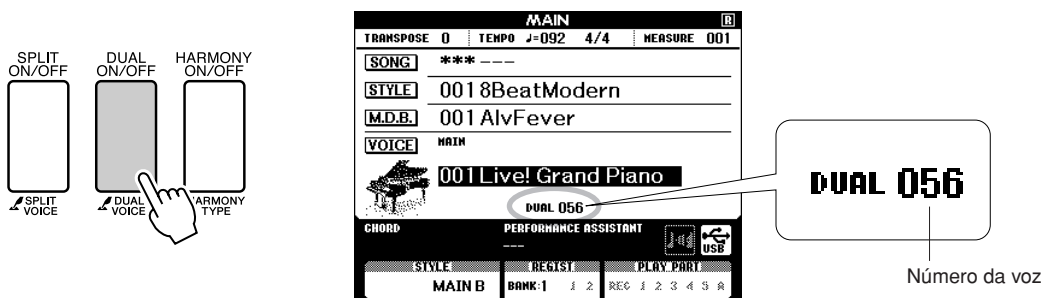 SPLIT ON/OFF
DUAL ON/OFF
HARMONY ON/OFF
SPLIT VOICE
DUAL VOICE
ARMONY TYPE
MAIN R
TRANSPOSE 0 TEMPO ♩=092 4/4 MEASURE 001
SONG *** ---
STYLE 001 8BeatModern
M.D.B. 001 AlvFever
VOICE MAIN
001 Live! Grand Piano
DUAL 056
CHORD PERFORMANCE ASSISTANT
---
USB
STYLE REGIST PLAY PART
MAIN B BANK:1 1 2 REC 1 2 3 4 5 A
DUAL 056
Número da voz